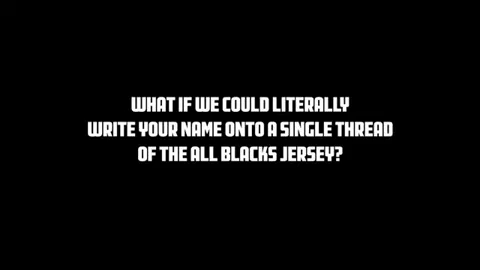 WHAT IF WE COULD LITERALLY
WRITE YOUR NAME ONTO A SINGLE THREAD
OF THE ALL BLACKS JERSEY?